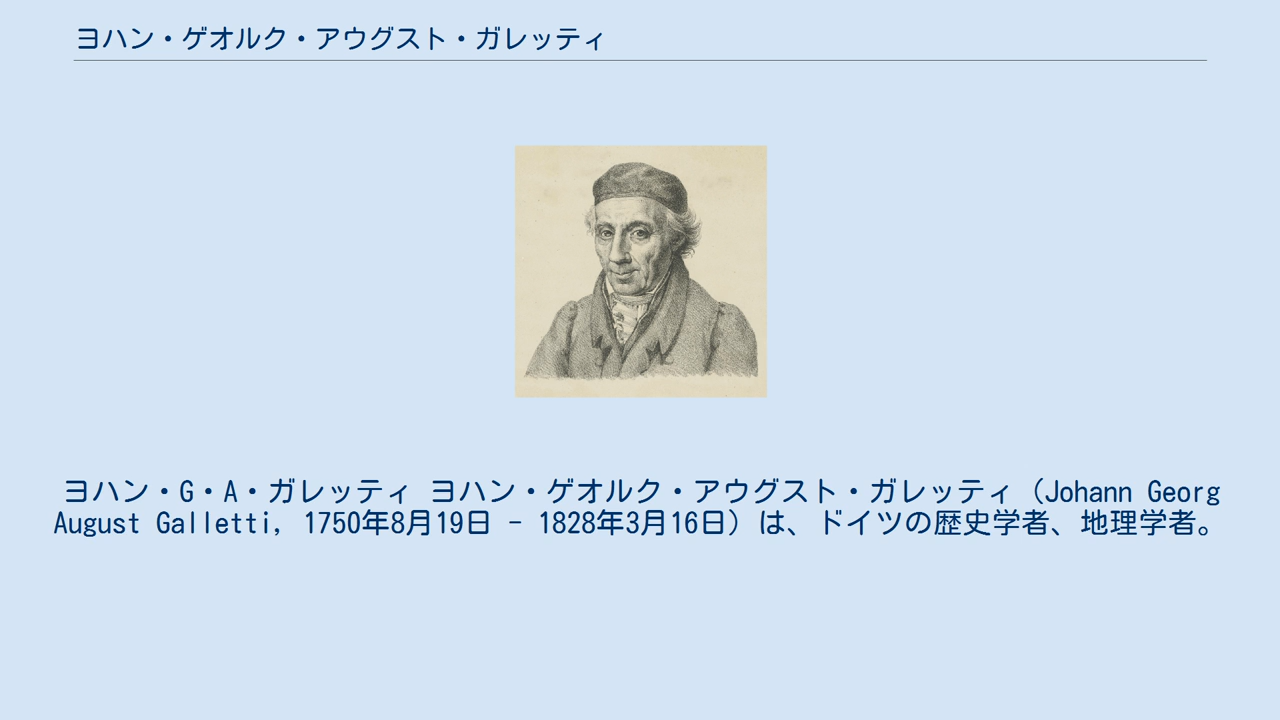 ヨハン・ゲオルク・アウグスト・ガレッティ
ヨハン・G・A・ガレッティ ヨハン・ゲオルク・アウグスト・ガレッティ（Johann Georg
August Galletti, 1750年8月19日 - 1828年3月16日）は、ドイツの歴史学者、地理学者。